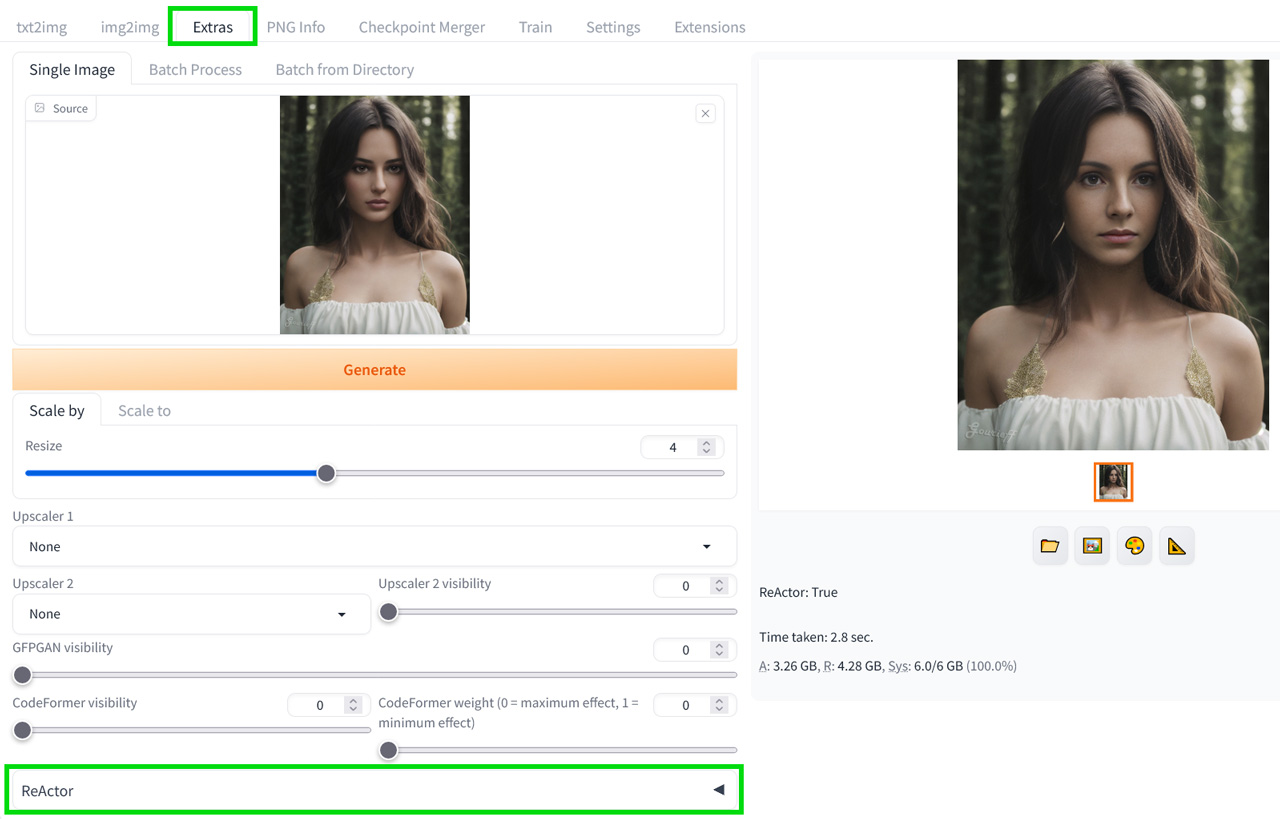 txt2img img2img Extras PNG Info Checkpoint Merger Train Settings Extensions
Single Image Batch Process Batch from Directory
Source
Generate
Scale by Scale to
Resize 4
Upscaler 1
None
Upscaler 2
None
Upscaler 2 visibility 0
GFPGAN visibility 0
CodeFormer visibility 0
CodeFormer weight (0 = maximum effect, 1 =
minimum effect) 0
ReActor
ReActor: True
Time taken: 2.8 sec.
A: 3.26 GB, R: 4.28 GB, Sys: 6.0/6 GB (100.0%)